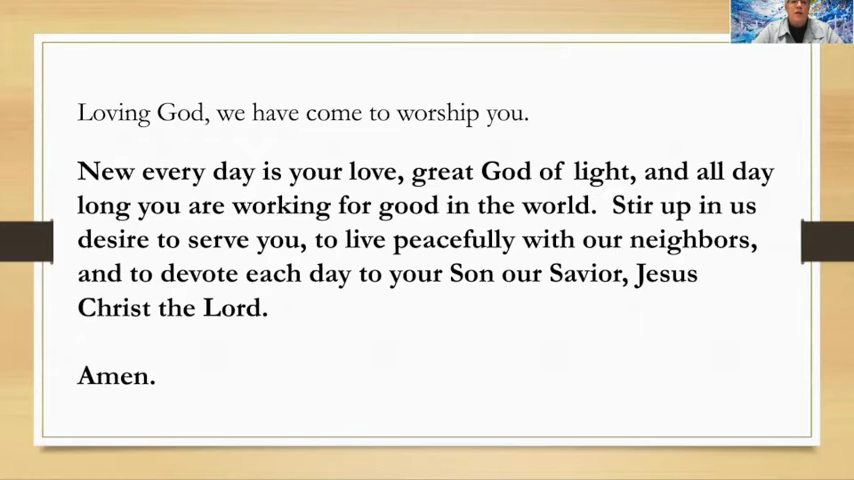 Loving God, we have come to worship you.
New every day is your love, great God of light, and all day
long you are working for good in the world.  Stir up in us
desire to serve you, to live peacefully with our neighbors,
and to devote each day to your Son our Savior, Jesus
Christ the Lord.
Amen.